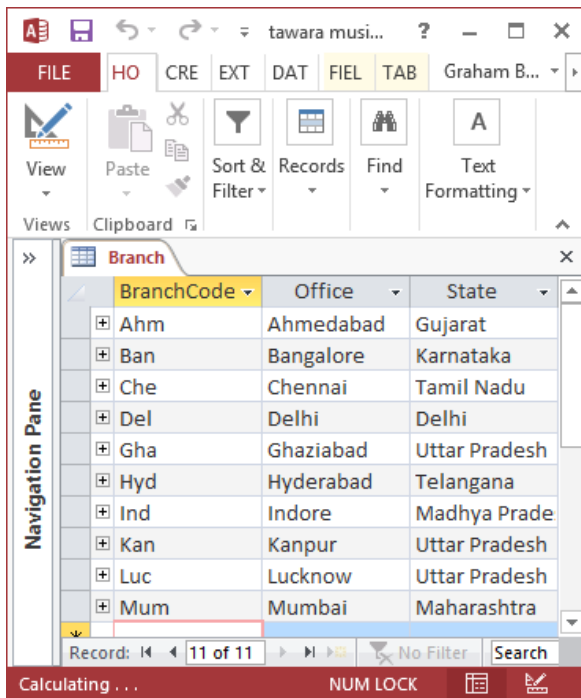 tawara musi... ?
FILE HO CRE EXT DAT FIEL TAB Graham B...
View Paste Sort & Filter Records Find A Text Formatting
Views Clipboard
Branch
BranchCode Office State
Ahm Ahmedabad Gujarat
Ban Bangalore Karnataka
Che Chennai Tamil Nadu
Del Delhi Delhi
Gha Ghaziabad Uttar Pradesh
Hyd Hyderabad Telangana
Ind Indore Madhya Prade
Kan Kanpur Uttar Pradesh
Luc Lucknow Uttar Pradesh
Mum Mumbai Maharashtra
Navigation Pane
Record: 11 of 11 No Filter Search
Calculating . . . NUM LOCK